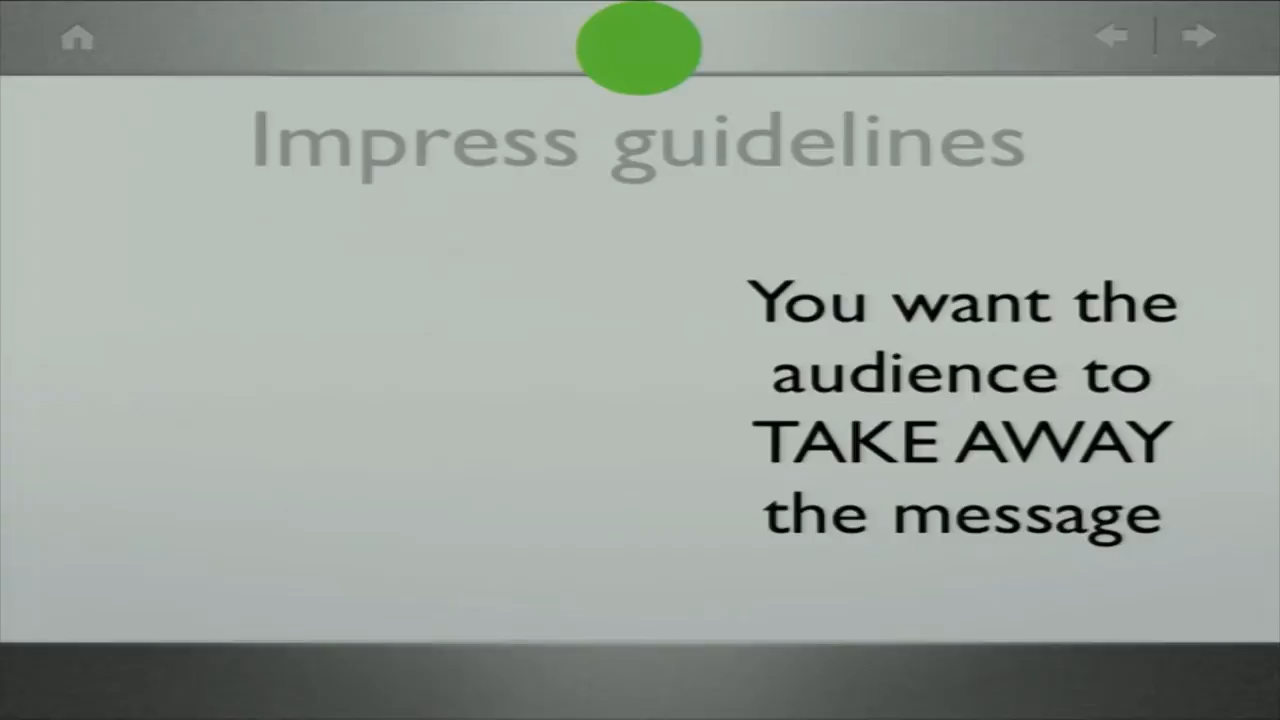 Impress guidelines
You want the
audience to
TAKE AWAY
the message